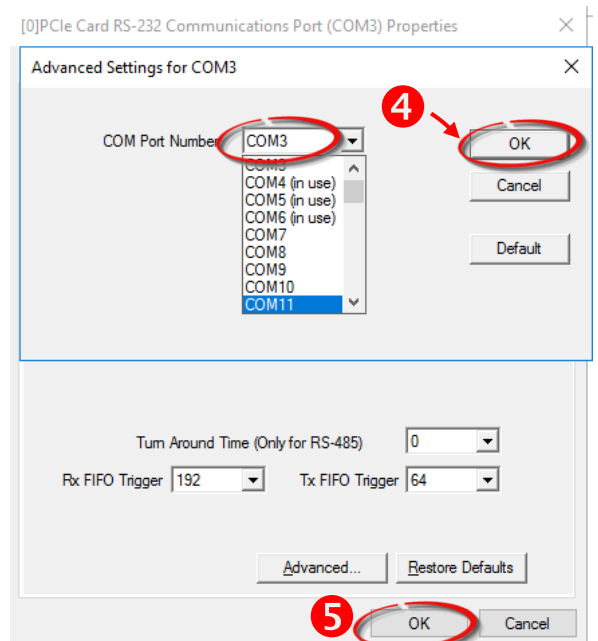 [0]PCIe Card RS-232 Communications Port (COM3) Properties
Advanced Settings for COM3
4
COM Port Number
COM3
OK
COM3
COM4 (in use)
Cancel
COM5 (in use)
COM6 (in use)
COM7
COM8
Default
COM9
COM10
COM11
Turn Around Time (Only for RS-485)
0
Rx FIFO Trigger
192
Tx FIFO Trigger
64
Advanced...
Restore Defaults
5
OK
Cancel